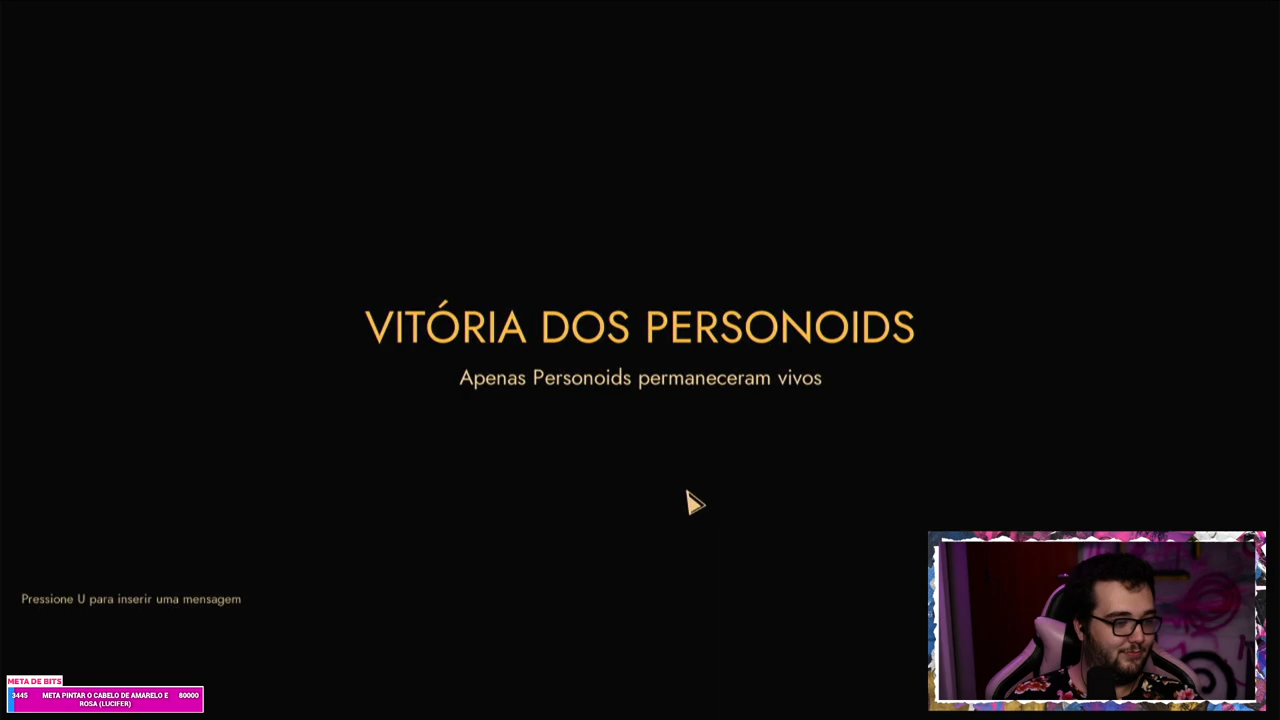 VITÓRIA DOS PERSONOIDS
Apenas Personoids permaneceram vivos
Pressione U para inserir uma mensagem
META DE BITS
3445 META PINTAR O CABELO DE AMARELO E 80000
ROSA (LUCIFER)